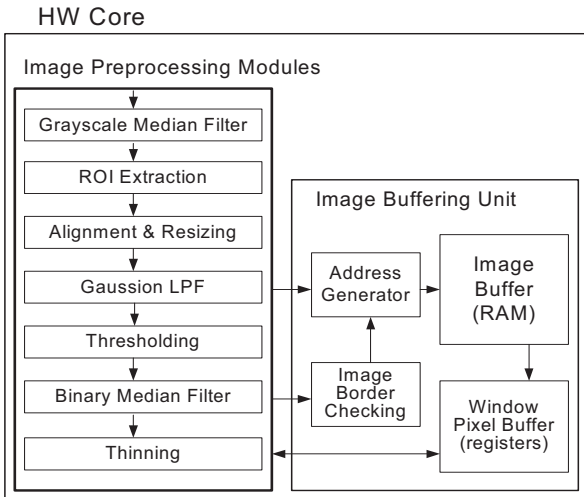 HW Core
Image Preprocessing Modules
Grayscale Median Filter
ROI Extraction
Alignment & Resizing
Gaussion LPF
Thresholding
Binary Median Filter
Thinning
Image Buffering Unit
Address
Generator
Image
Buffer
(RAM)
Image
Border
Checking
Window
Pixel Buffer
(registers)